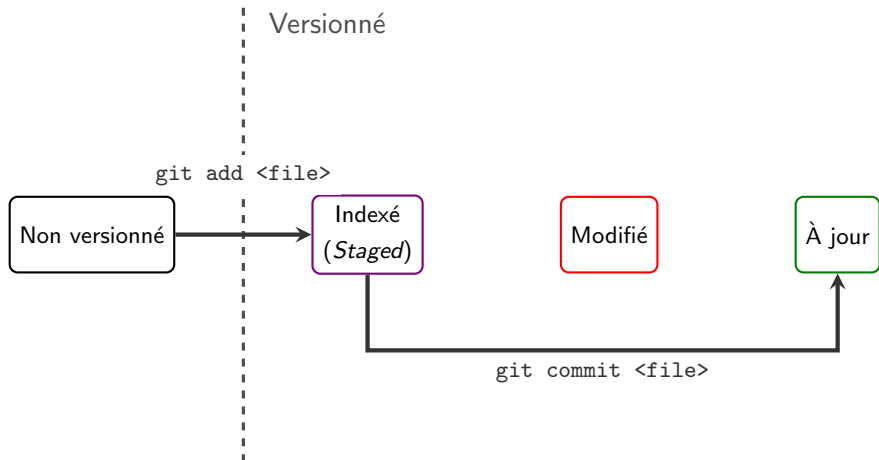 Versionné
git add <file>
Non versionné
Indexé
(Staged)
Modifié
À jour
git commit <file>